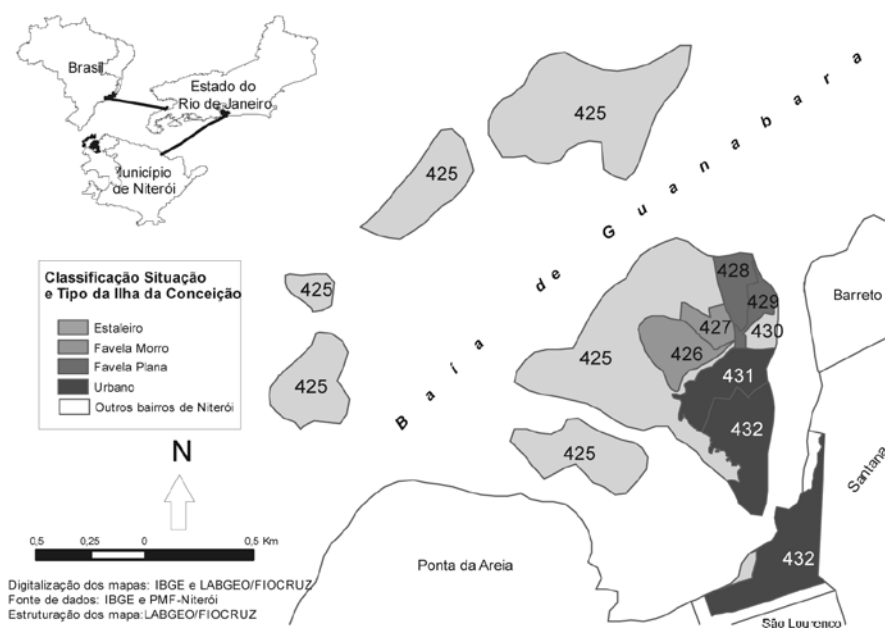 Brasil
Estado do
Rio de Janeiro
Município
de Niterói
Classificação Situação
e Tipo da Ilha da Conceição
Estaleiro
Favela Morro
Favela Plana
Urbano
Outros bairros de Niterói
N
0,5 0,25 0 0,5 Km
Digitalização dos mapas: IBGE e LABGEO/FIOCRUZ
Fonte de dados: IBGE e PMF-Niterói
Estruturação dos mapa:LABGEO/FIOCRUZ
Baía de Guanabara
425
425
425
425
425
425
428
429
427
430
426
431
432
432
Barreto
Santana
Ponta da Areia
São Lourenço